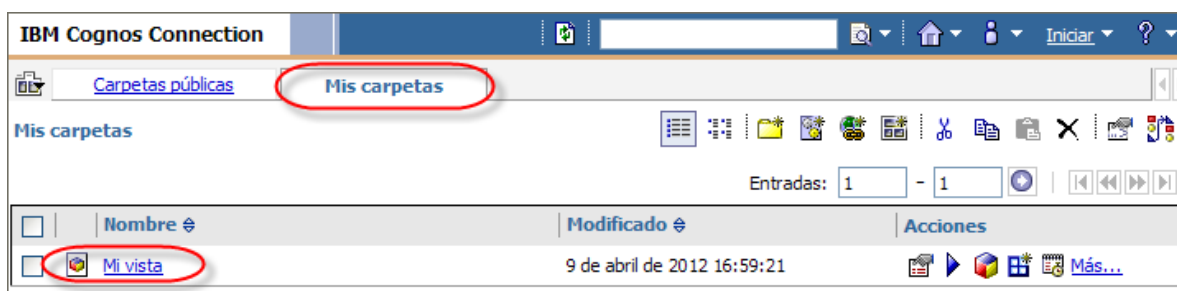 IBM Cognos Connection Iniciar
Carpetas públicas Mis carpetas
Mis carpetas
Entradas: 1 - 1
Nombre Modificado Acciones
Mi vista 9 de abril de 2012 16:59:21 Más...